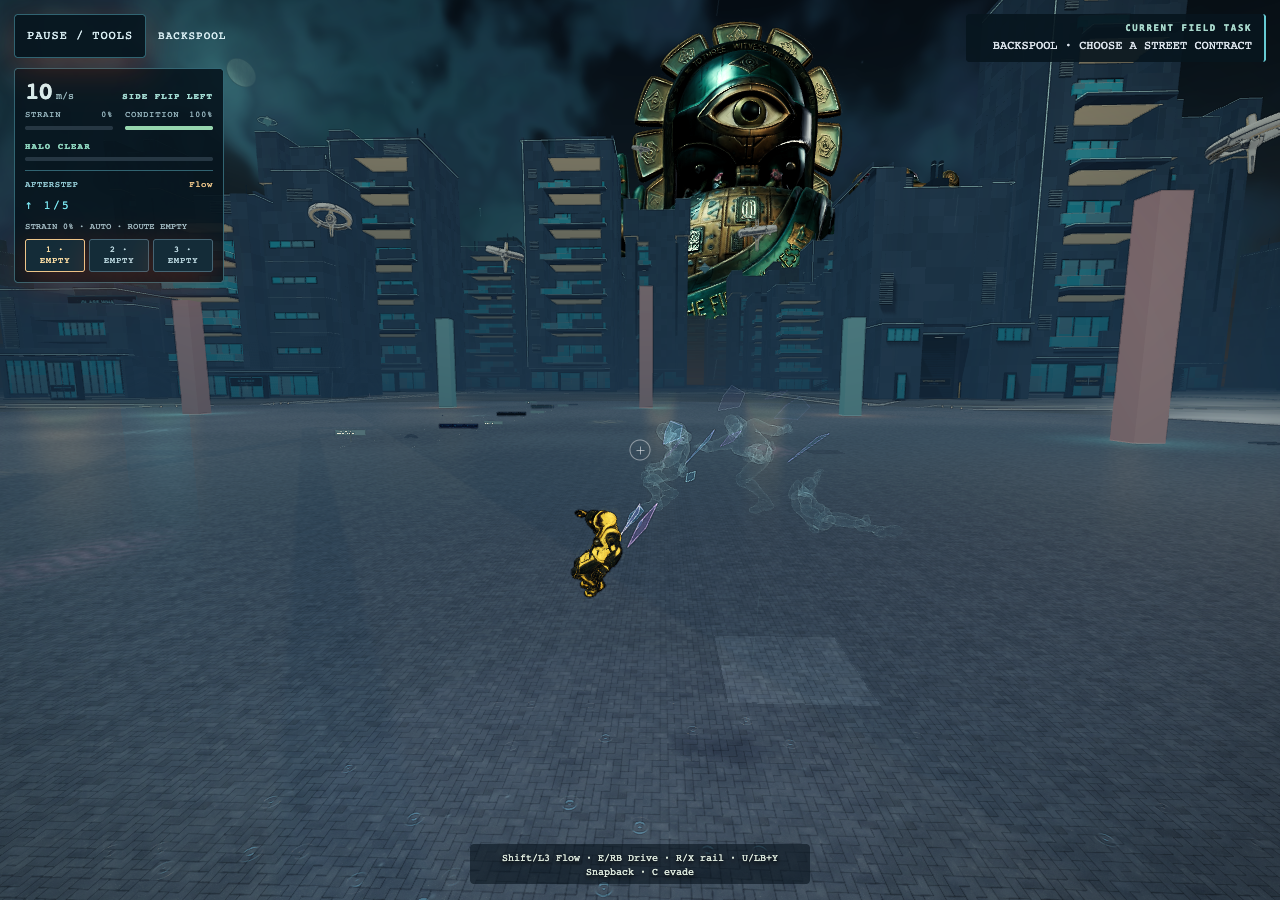 PAUSE / TOOLS
BACKSPOOL
CURRENT FIELD TASK
BACKSPOOL · CHOOSE A STREET CONTRACT
10 m/s
SIDE FLIP LEFT
STRAIN 0%
CONDITION 100%
HALO CLEAR
AFTERSTEP
Flow
↑ 1/5
STRAIN 0% · AUTO · ROUTE EMPTY
1 · EMPTY
2 · EMPTY
3 · EMPTY
Shift/L3 Flow · E/RB Drive · R/X rail · U/LB+Y
Snapback · C evade